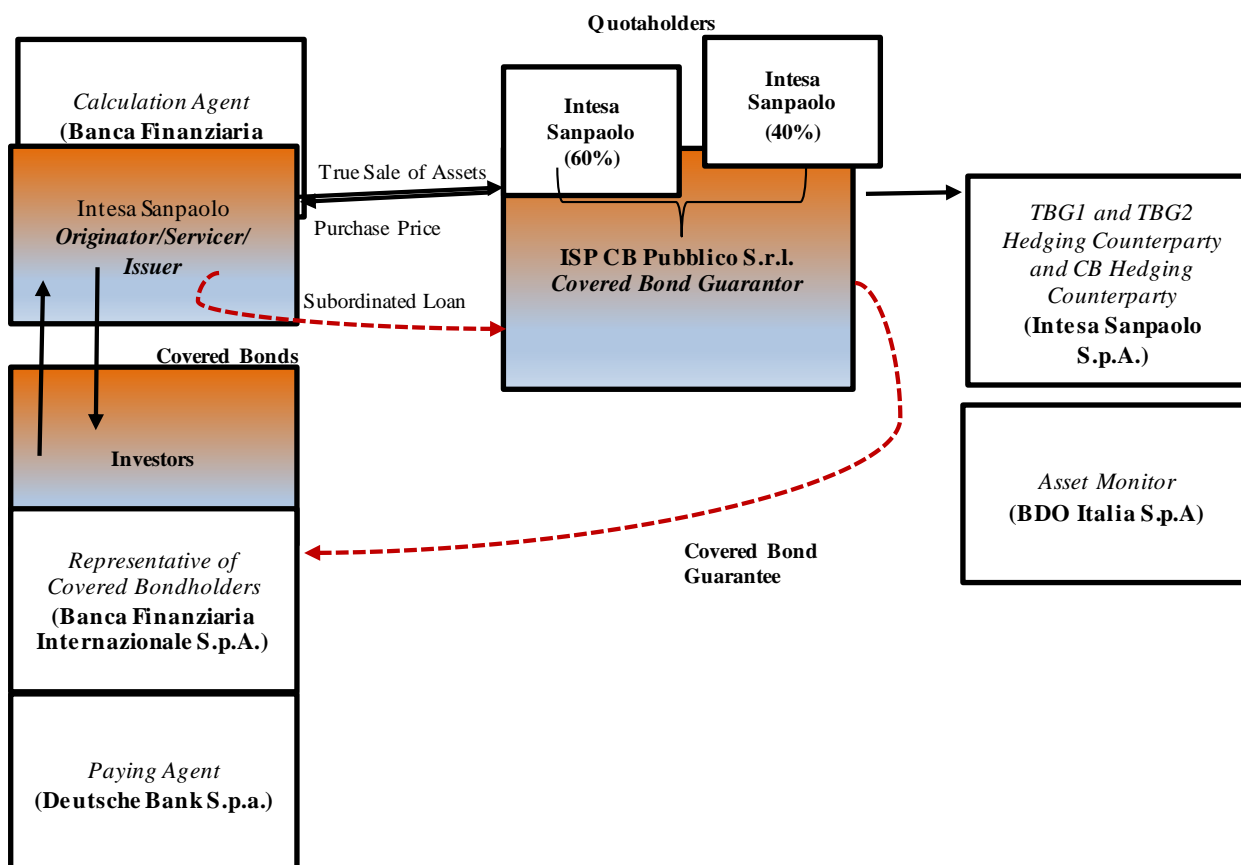 Quotaholders
Calculation Agent
(Banca Finanziaria
Intesa Sanpaolo
Originator/Servicer/
Issuer
True Sale of Assets
Purchase Price
Subordinated Loan
Intesa
Sanpaolo
(60%)
Intesa
Sanpaolo
(40%)
ISP CB Pubblico S.r.l.
Covered Bond Guarantor
TBG1 and TBG2
Hedging Counterparty
and CB Hedging
Counterparty
(Intesa Sanpaolo
S.p.A.)
Covered Bonds
Investors
Asset Monitor
(BDO Italia S.p.A)
Covered Bond
Guarantee
Representative of
Covered Bondholders
(Banca Finanziaria
Internazionale S.p.A.)
Paying Agent
(Deutsche Bank S.p.a.)